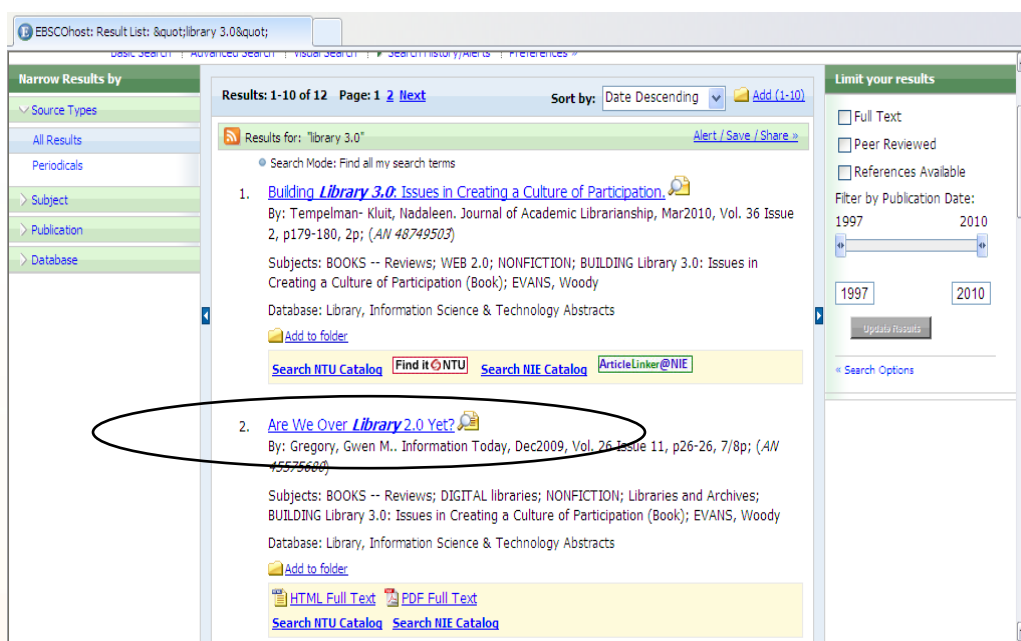 EBSCOhost: Result List: &quot;library 3.0&quot;
Basic Search Advanced Search Visual Search Search History/Alerts Preferences »
Narrow Results by
Source Types
All Results
Periodicals
Subject
Publication
Database
Results: 1-10 of 12 Page: 1 2 Next
Sort by: Date Descending Add (1-10)
Results for: "library 3.0" Alert / Save / Share »
Search Mode: Find all my search terms
1. Building Library 3.0: Issues in Creating a Culture of Participation.
By: Tempelman- Kluit, Nadaleen. Journal of Academic Librarianship, Mar2010, Vol. 36 Issue
2, p179-180, 2p; (AN 48749503)
Subjects: BOOKS -- Reviews; WEB 2.0; NONFICTION; BUILDING Library 3.0: Issues in
Creating a Culture of Participation (Book); EVANS, Woody
Database: Library, Information Science & Technology Abstracts
Add to folder
Search NTU Catalog Find it NTU Search NIE Catalog ArticleLinker@NIE
2. Are We Over Library 2.0 Yet?
By: Gregory, Gwen M.. Information Today, Dec2009, Vol. 26 Issue 11, p26-26, 7/8p; (AN
45575680)
Subjects: BOOKS -- Reviews; DIGITAL libraries; NONFICTION; Libraries and Archives;
BUILDING Library 3.0: Issues in Creating a Culture of Participation (Book); EVANS, Woody
Database: Library, Information Science & Technology Abstracts
Add to folder
HTML Full Text PDF Full Text
Search NTU Catalog Search NIE Catalog
Limit your results
Full Text
Peer Reviewed
References Available
Filter by Publication Date:
1997 2010
1997 2010
Update Results
« Search Options